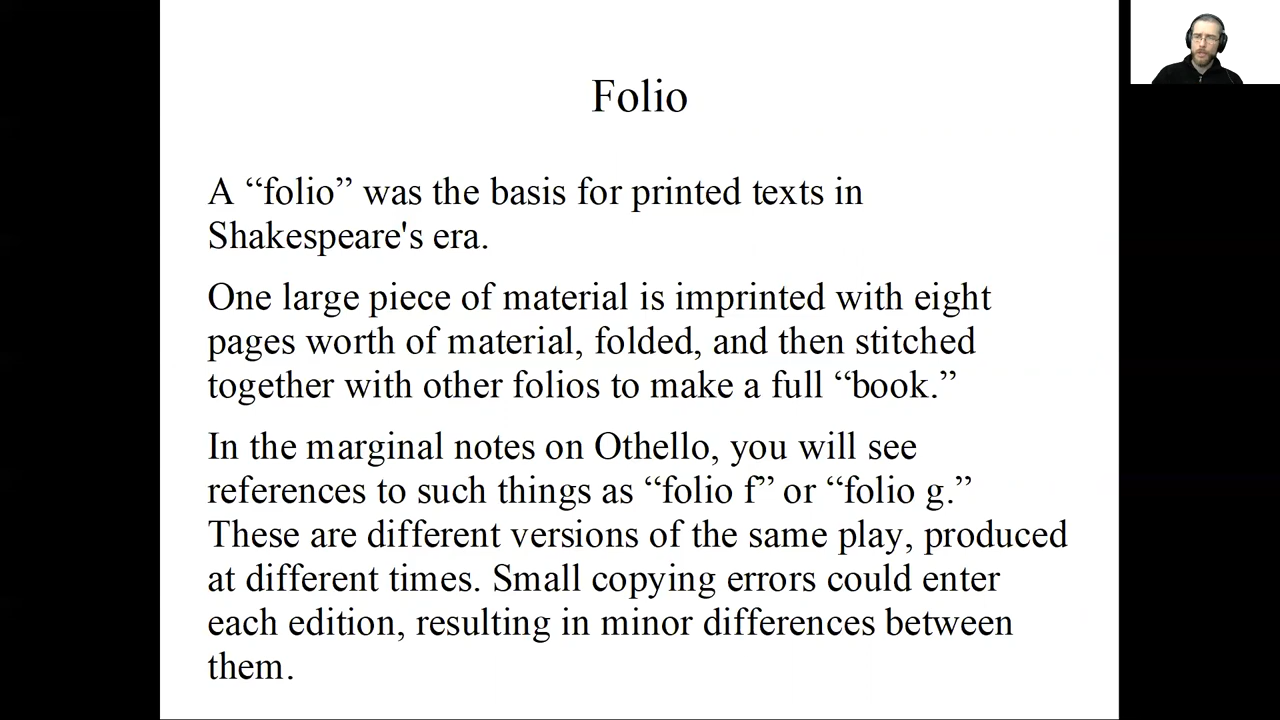 Folio
A “folio” was the basis for printed texts in
Shakespeare's era.
One large piece of material is imprinted with eight
pages worth of material, folded, and then stitched
together with other folios to make a full “book.”
In the marginal notes on Othello, you will see
references to such things as “folio f” or “folio g.”
These are different versions of the same play, produced
at different times. Small copying errors could enter
each edition, resulting in minor differences between
them.